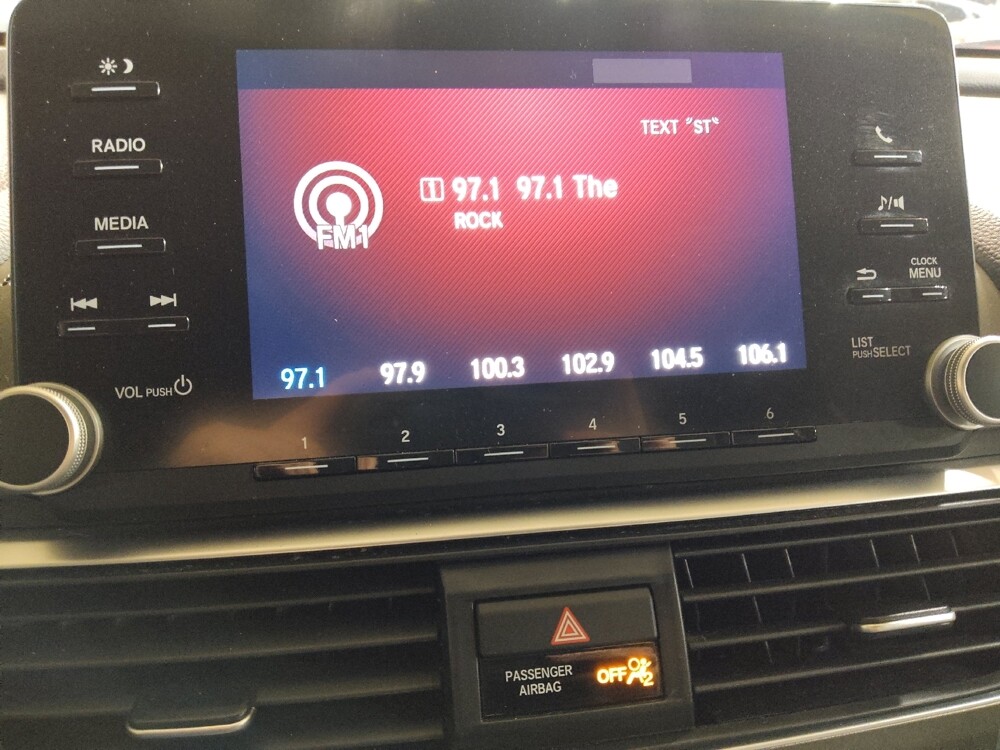 RADIO
MEDIA
VOL PUSH
TEXT "ST"
FM1
1 97.1 97.1 The
ROCK
97.1 97.9 100.3 102.9 104.5 106.1
1 2 3 4 5 6
CLOCK
MENU
LIST
PUSH SELECT
PASSENGER
AIRBAG
OFF 2